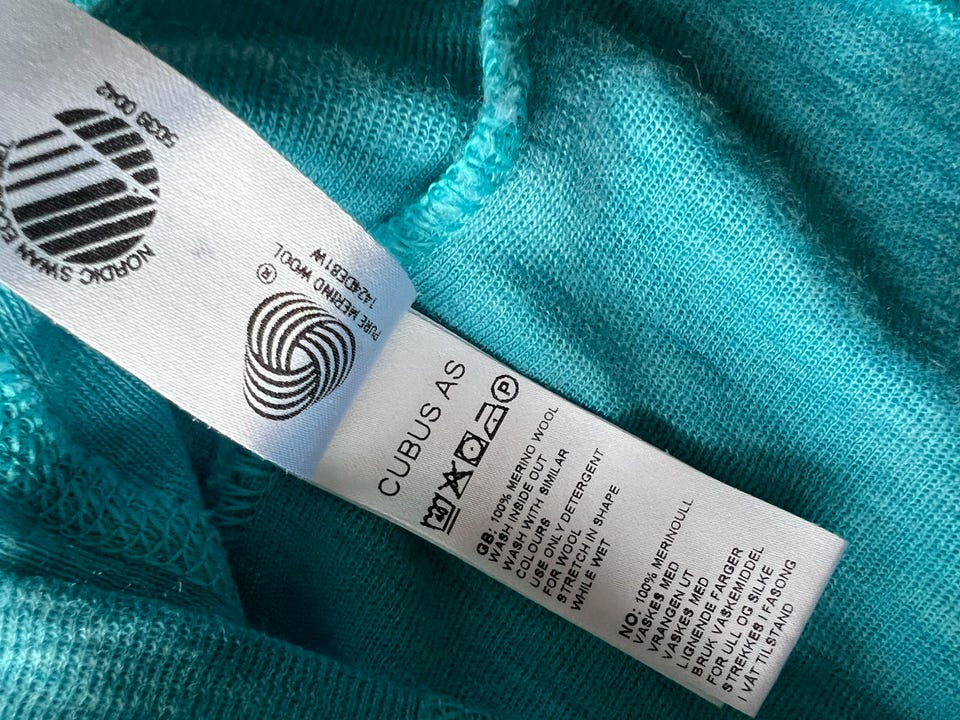 NORDIC SWAN ECO
5039 0042
PURE MERINO WOOL
®
CUBUS AS
P
GB: 100% MERINO WOOL
WASH INSIDE OUT
WASH WITH SIMILAR
COLOURS
USE ONLY DETERGENT
FOR WOOL
STRETCH IN SHAPE
WHILE WET
NO: 100% MERINOULL
VASKES MED
VRANGEN UT
VASKES MED
LIGNENDE FARGER
BRUK VASKEMIDDEL
FOR ULL OG SILKE
STREKKES I FASONG
I VÅT TILSTAND